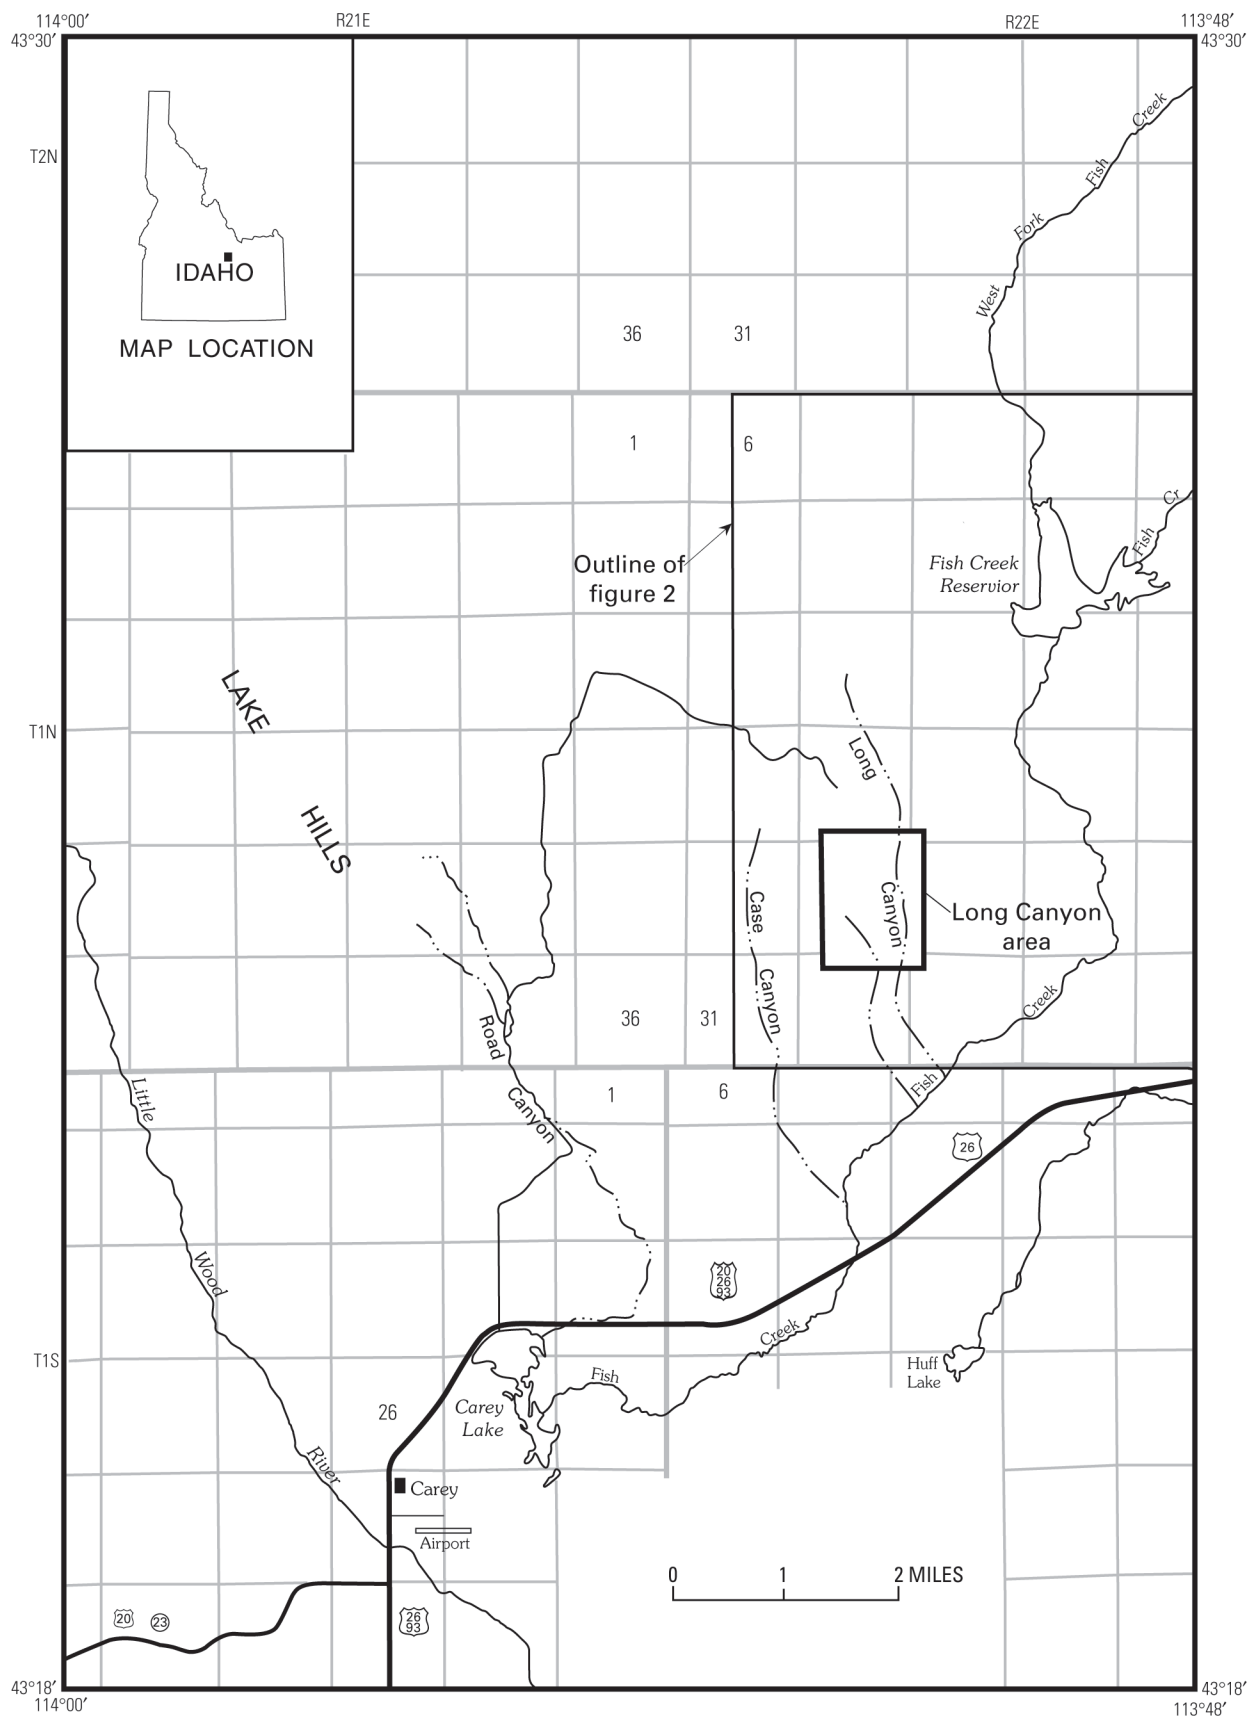 114°00′ R21E R22E 113°48′
43°30′ 43°30′
Creek
T2N
Fish
Fork
IDAHO
West
36 31
MAP LOCATION
1 6
Cr
Fish
Outline of
figure 2
Fish Creek
Reservior
LAKE
T1N
Long
HILLS
Case
Canyon
Long Canyon
area
Canyon
Creek
36 31
Road
Little
1 6
Fish
Canyon
26
Wood
20
26
93
Creek
T1S
Huff
Lake
Fish
26
Carey
Lake
River
Carey
Airport
0 1 2 MILES
20 23
26
93
43°18′ 43°18′
114°00′ 113°48′